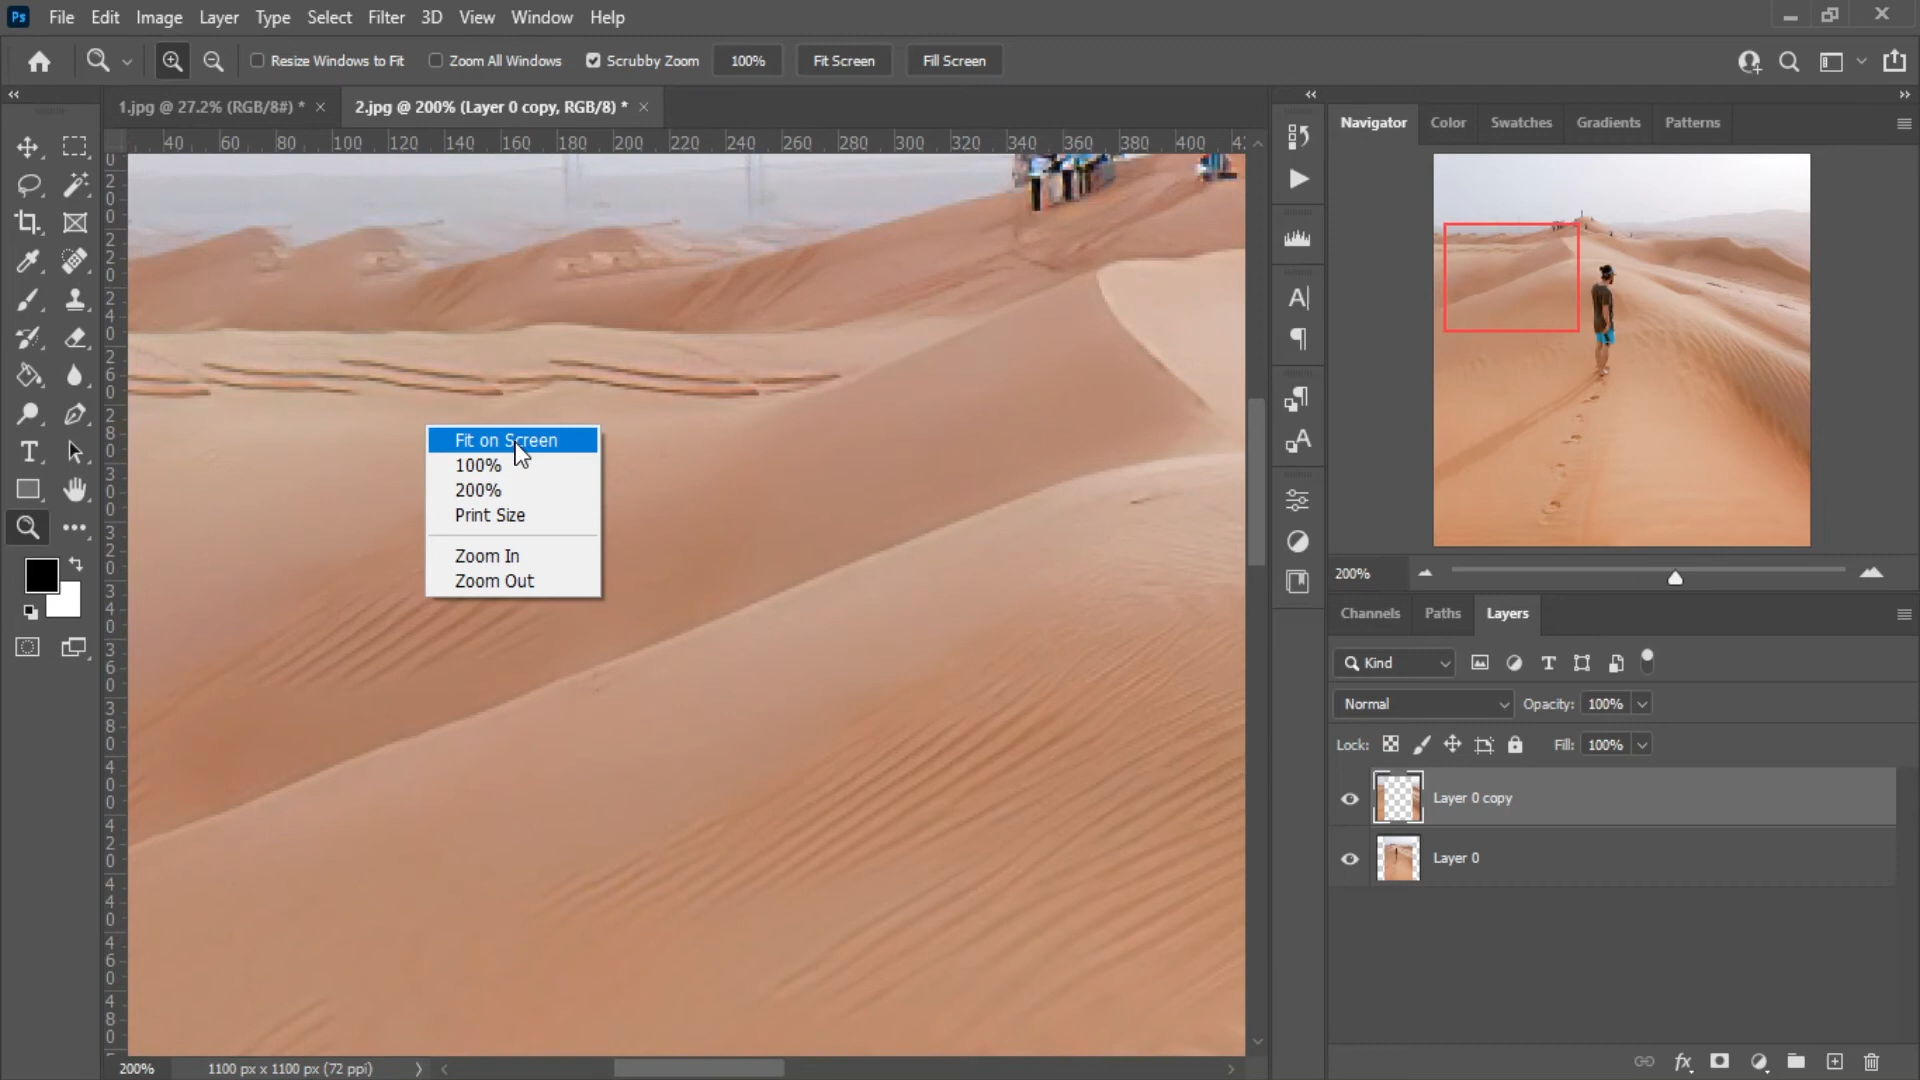 Ps File Edit Image Layer Type Select Filter 3D View Window Help
Resize Windows to Fit Zoom All Windows Scrubby Zoom 100% Fit Screen Fill Screen
1.jpg @ 27.2% (RGB/8#) * × 2.jpg @ 200% (Layer 0 copy, RGB/8) * ×
Navigator Color Swatches Gradients Patterns
40 60 80 100 120 140 160 180 200 220 240 260 280 300 320 340 360 380 400
Fit on Screen
100%
200%
Print Size
Zoom In
Zoom Out
200%
Channels Paths Layers
Kind
Normal Opacity: 100%
Lock: Fill: 100%
Layer 0 copy
Layer 0
200% 1100 px x 1100 px (72 ppi)